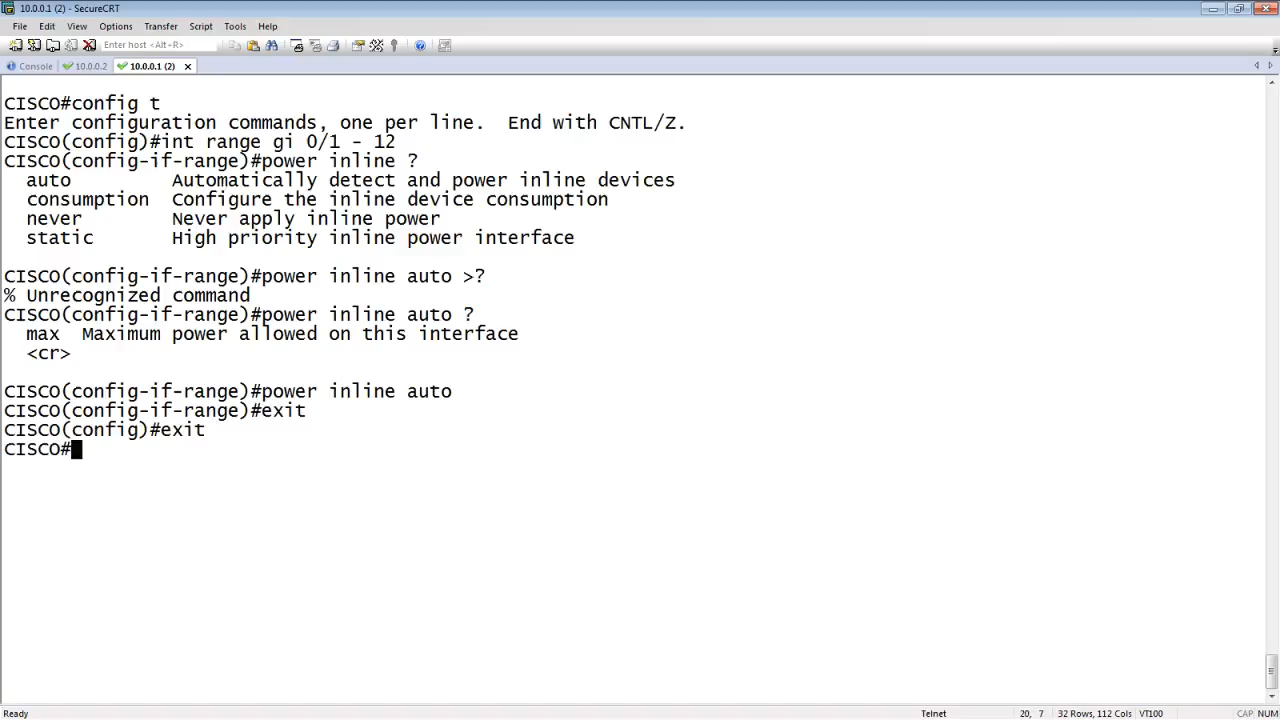 10.0.0.1 (2) - SecureCRT
File Edit View Options Transfer Script Tools Help
Enter host <Alt+R>
Console 10.0.0.2 10.0.0.1 (2)
CISCO#config t
Enter configuration commands, one per line.  End with CNTL/Z.
CISCO(config)#int range gi 0/1 - 12
CISCO(config-if-range)#power inline ?
  auto         Automatically detect and power inline devices
  consumption  Configure the inline device consumption
  never        Never apply inline power
  static       High priority inline power interface
CISCO(config-if-range)#power inline auto >?
% Unrecognized command
CISCO(config-if-range)#power inline auto ?
  max  Maximum power allowed on this interface
  <cr>
CISCO(config-if-range)#power inline auto
CISCO(config-if-range)#exit
CISCO(config)#exit
CISCO#
Ready Telnet 20, 7 32 Rows, 112 Cols VT100 CAP NUM